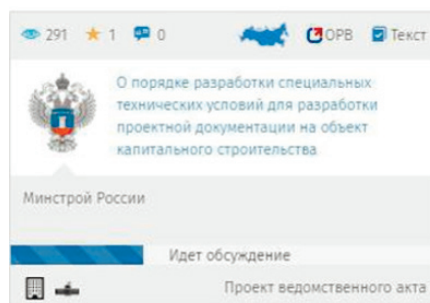 291 1 0 ОРВ Текст
О порядке разработки специальных
технических условий для разработки
проектной документации на объект
капитального строительства
Минстрой России
Идет обсуждение
Проект ведомственного акта